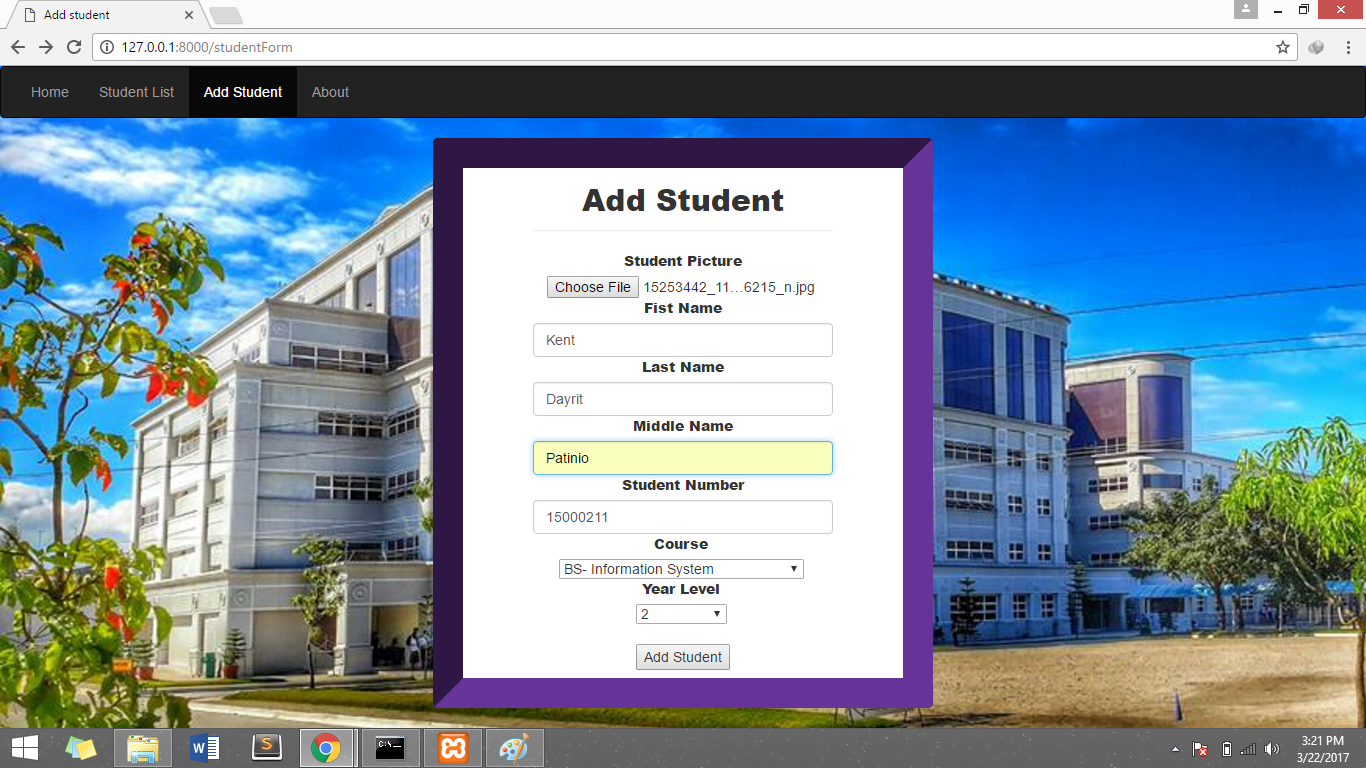 Add student
127.0.0.1:8000/studentForm
Home Student List Add Student About
Add Student
Student Picture
Choose File 15253442_11...6215_n.jpg
Fist Name
Kent
Last Name
Dayrit
Middle Name
Patinio
Student Number
15000211
Course
BS- Information System
Year Level
2
Add Student
3:21 PM
3/22/2017